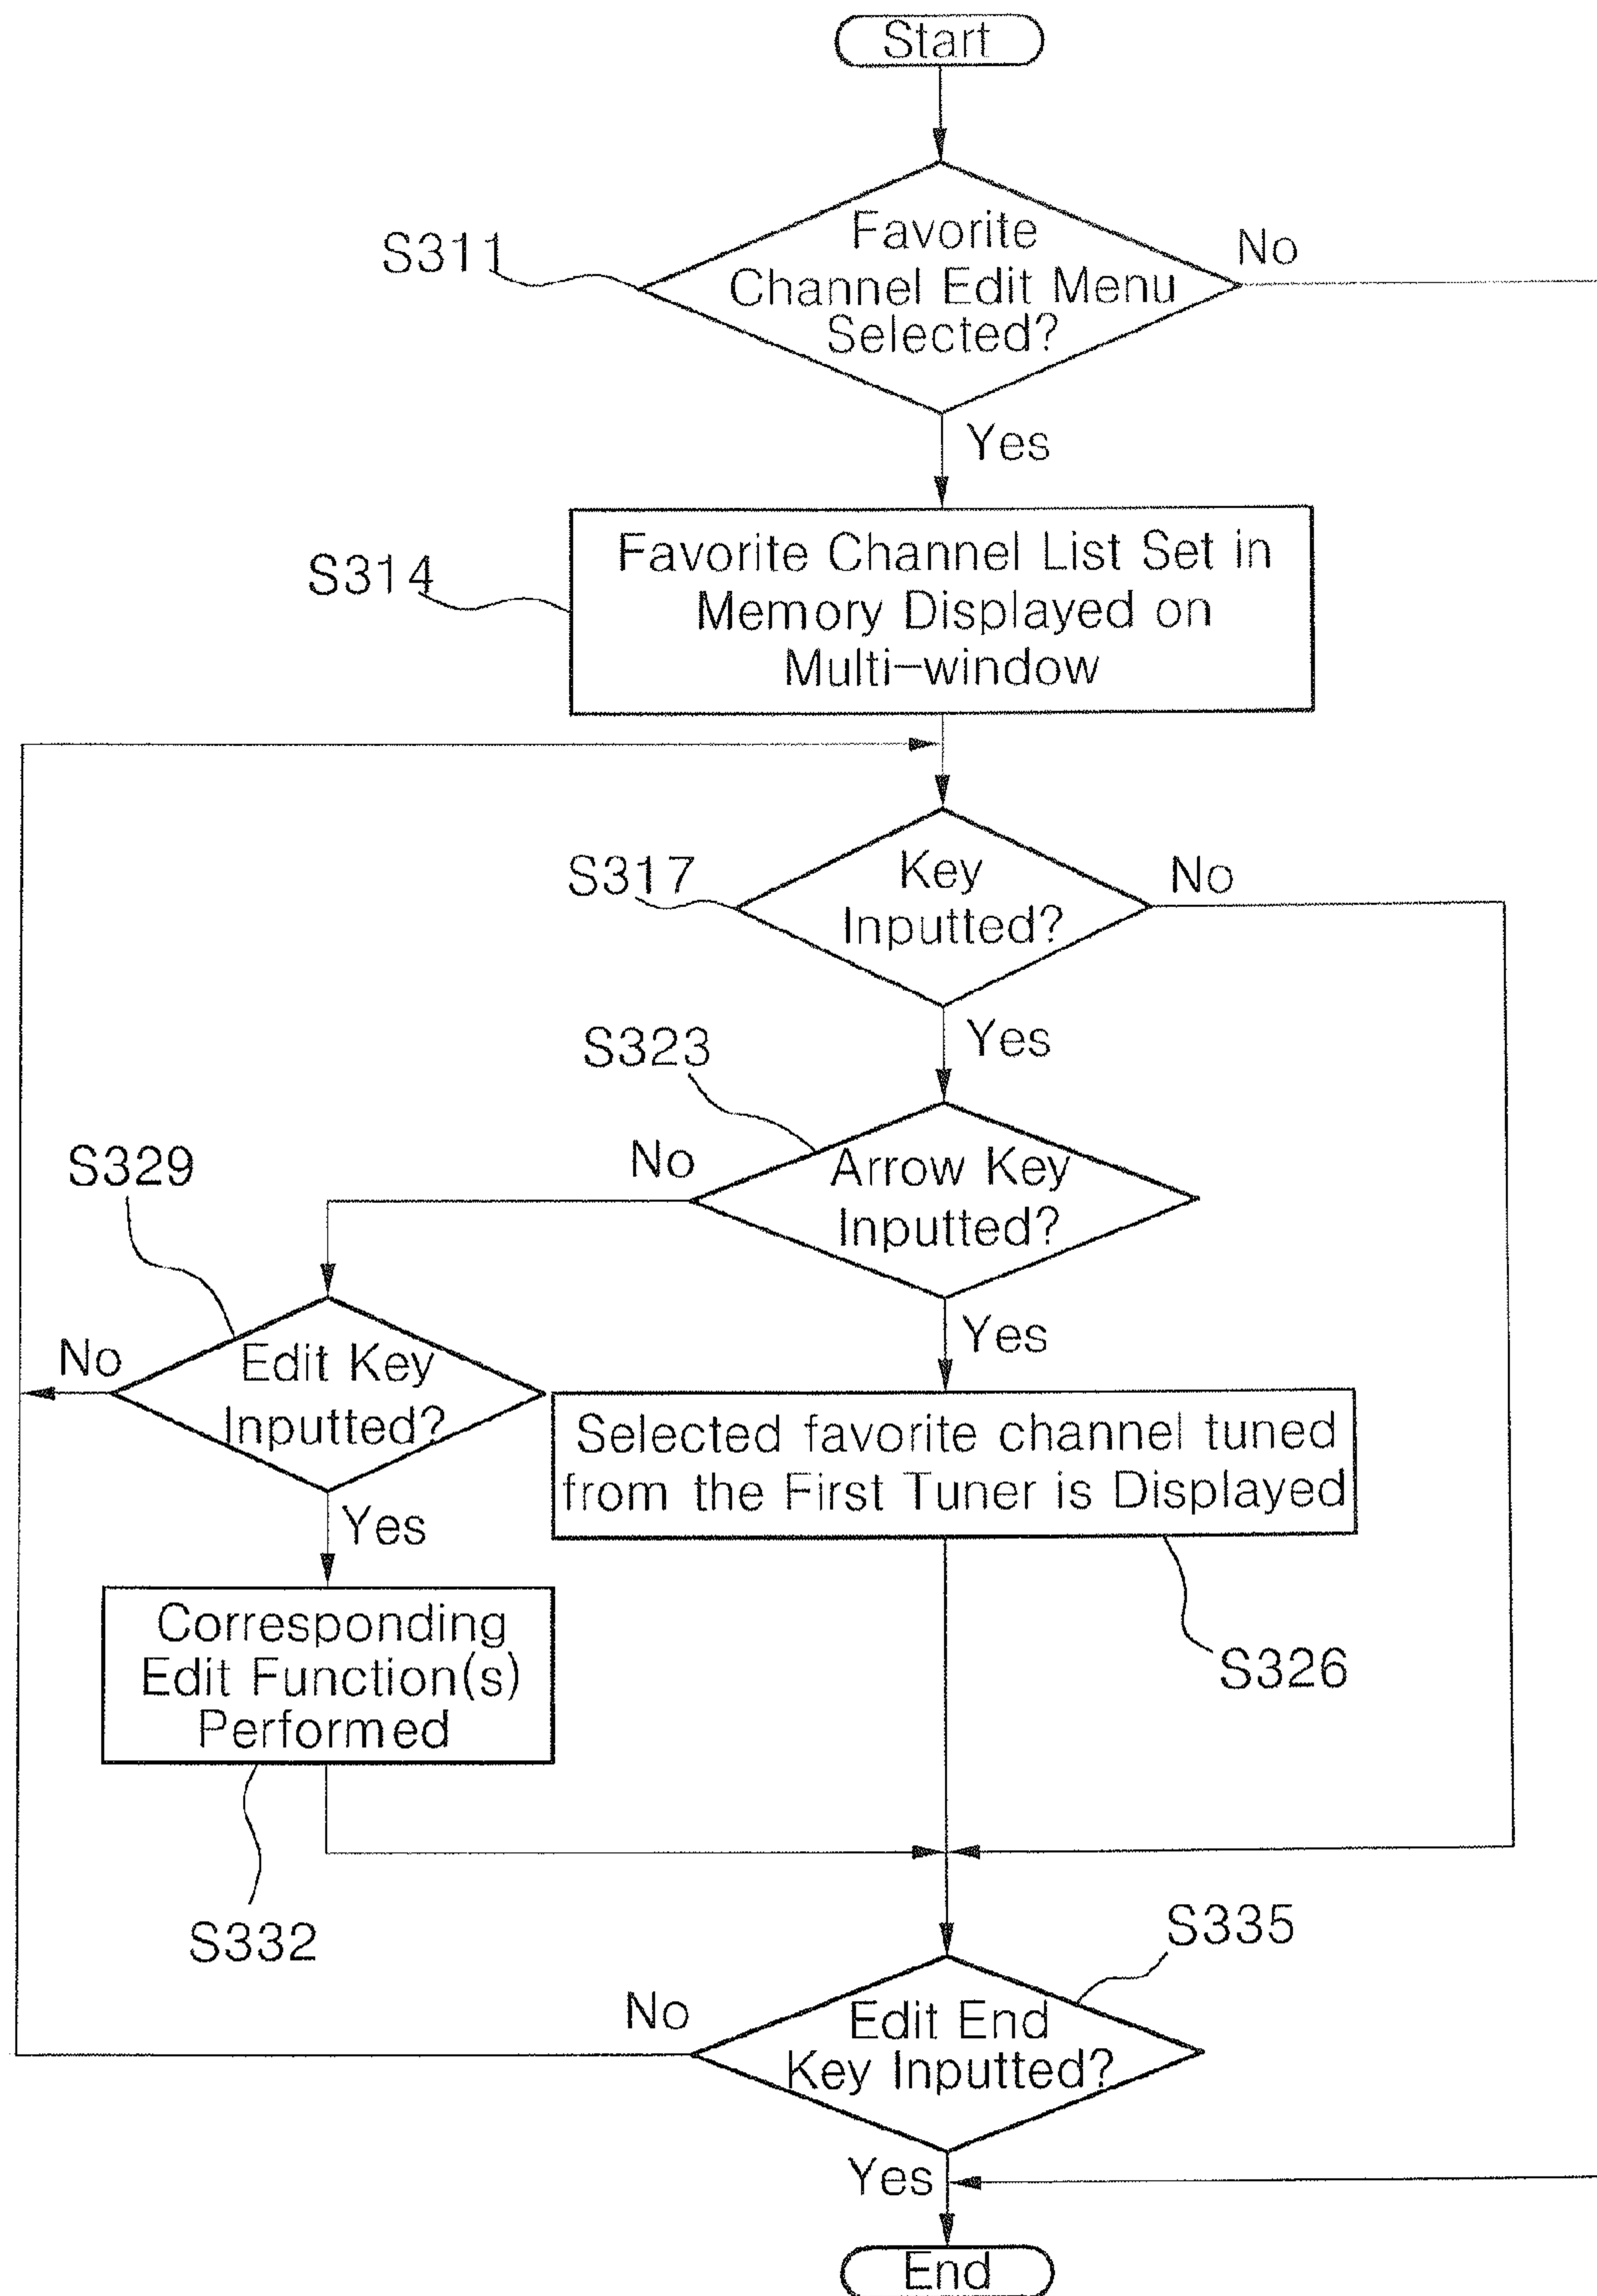 Start
S311
Favorite
Channel Edit Menu
Selected?
No
Yes
S314
Favorite Channel List Set in
Memory Displayed on
Multi-window
S317
Key
Inputted?
No
Yes
S323
No
Arrow Key
Inputted?
S329
Yes
No
Edit Key
Inputted?
Selected favorite channel tuned
from the First Tuner is Displayed
Yes
Corresponding
Edit Function(s)
Performed
S326
S332
S335
No
Edit End
Key Inputted?
Yes
End